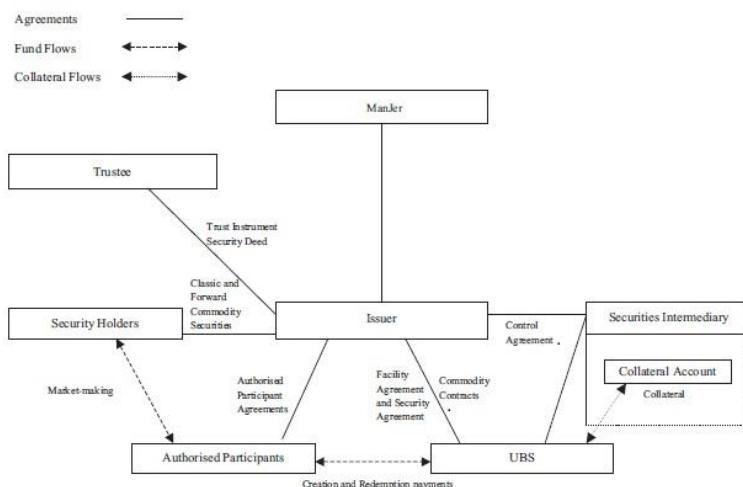 Agreements
Fund Flows
Collateral Flows
ManJer
Trustee
Trust Instrument
Security Deed
Classic and
Forward
Commodity
Securities
Security Holders
Issuer
Securities Intermediary
Control
Agreement .
Collateral Account
Collateral
Market-making
Authorised
Participant
Agreements
Facility
Agreement
and Security
Agreement
Commodity
Contracts
.
Authorised Participants
UBS
Creation and Redemption payments